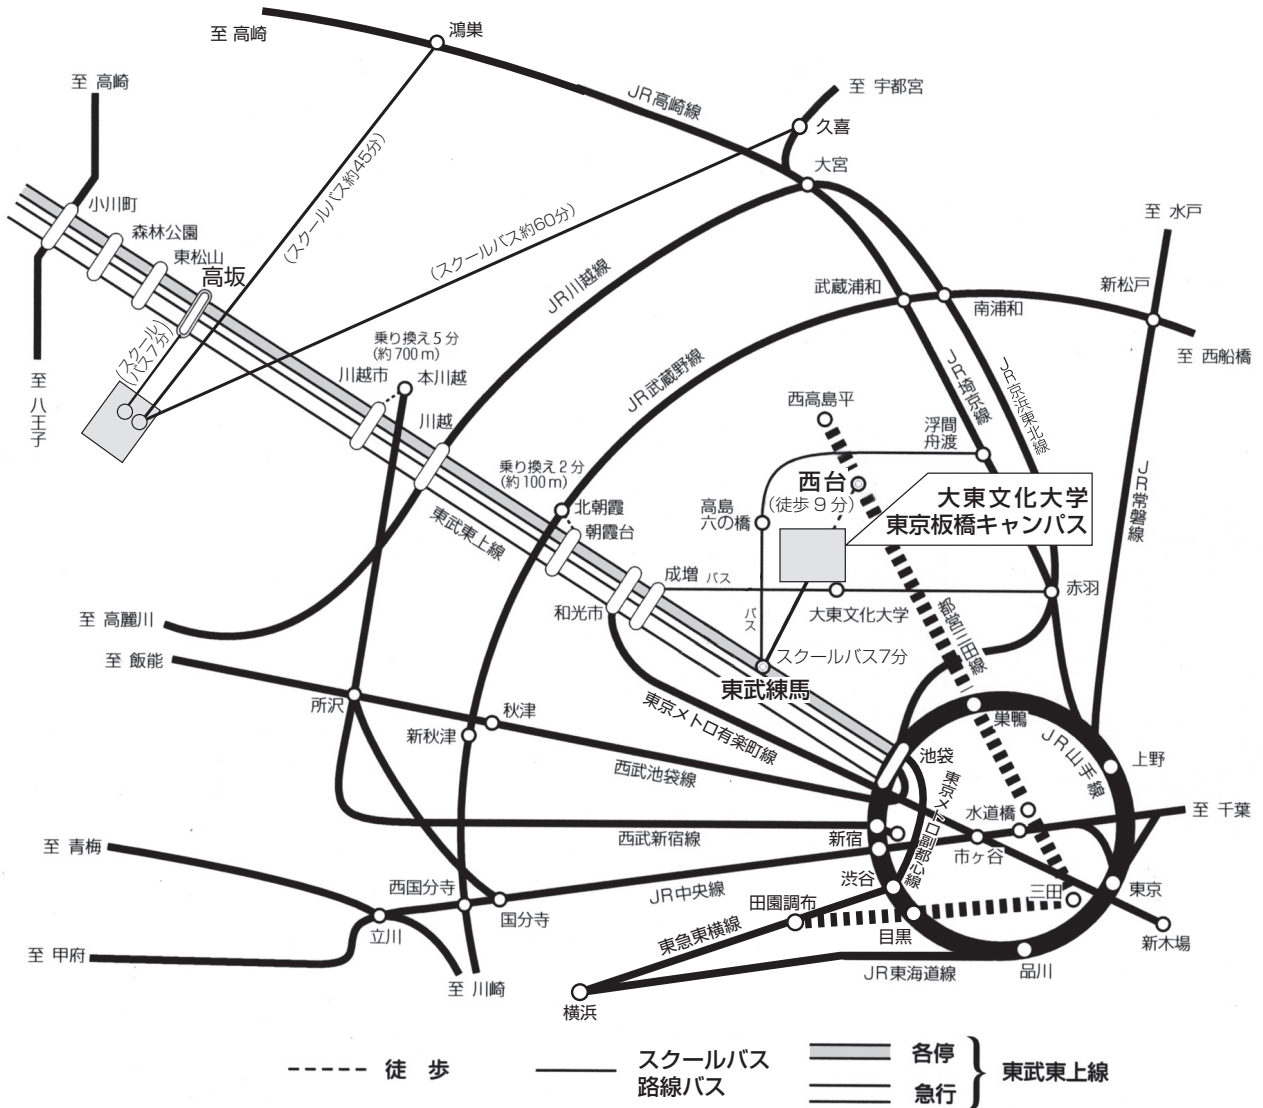 至 高崎
鴻巣
至 高崎
JR高崎線
至 宇都宮
久喜
大宮
小川町
森林公園
東松山
高坂
(スクールバス約45分)
(スクールバス約60分)
JR川越線
至 水戸
武蔵浦和
南浦和
新松戸
至 西船橋
(スクール
バス7分)
至 八王子
乗り換え5分
(約700m)
川越市
本川越
川越
JR武蔵野線
JR埼京線
JR京浜東北線
西高島平
浮間
舟渡
乗り換え2分
(約100m)
北朝霞
朝霞台
東武東上線
西台
(徒歩9分)
高島
六の橋
大東文化大学
東京板橋キャンパス
JR常磐線
成増
バス
和光市
バス
大東文化大学
赤羽
都営三田線
至 高麗川
至 飯能
スクールバス7分
東武練馬
所沢
秋津
新秋津
東京メトロ有楽町線
西武池袋線
巣鴨
JR山手線
池袋
上野
東京メトロ副都心線
水道橋
至 千葉
西武新宿線
新宿
市ヶ谷
至 青梅
西国分寺
国分寺
JR中央線
渋谷
三田
東京
田園調布
立川
東急東横線
目黒
新木場
至 甲府
至 川崎
JR東海道線
品川
横浜
徒 歩
スクールバス
路線バス
各停
急行
東武東上線